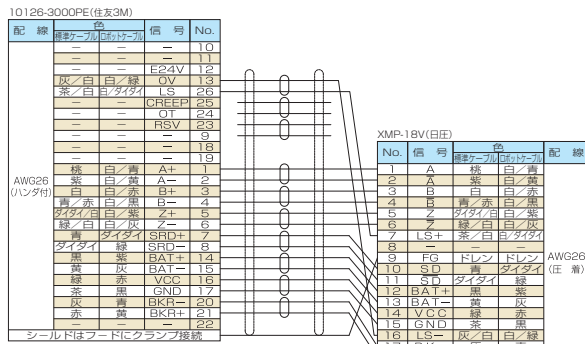 10126-3000PE(住友3M)
配 線 色 信 号 No.
標準ケーブル ロボットケーブル
AWG26
(ハンダ付)
— — — 10
— — — 11
— — E24V 12
灰/白 白/緑 0V 13
茶/白 白/ダイダイ LS 26
— — CREEP 25
— — OT 24
— — RSV 23
— — — 9
— — — 18
— — — 19
桃 白/青 A+ 1
紫 白/黄 A− 2
白 白/赤 B+ 3
青/赤 白/黒 B− 4
ダイダイ/白 白/紫 Z+ 5
緑/白 白/灰 Z− 6
青 ダイダイ SRD+ 7
ダイダイ 緑 SRD− 8
黒 紫 BAT+ 14
黄 灰 BAT− 15
緑 赤 VCC 16
茶 黒 GND 17
灰 青 BKR− 20
赤 黄 BKR+ 21
— — — 22
シールドはフードにクランプ接続
XMP-18V(日圧)
No. 信 号 色 配 線
標準ケーブル ロボットケーブル
1 A 桃 白/青
2 A̅ 紫 白/黄
3 B 白 白/赤
4 B̅ 青/赤 白/黒
5 Z ダイダイ/白 白/紫
6 Z̅ 緑/白 白/灰
7 LS+ 茶/白 白/ダイダイ
8 — — —
9 FG ドレン ドレン
10 SD 青 ダイダイ
11 S̅D̅ ダイダイ 緑
12 BAT+ 黒 紫
13 BAT− 黄 灰
14 VCC 緑 赤
15 GND 茶 黒
16 LS− 灰/白 白/緑
AWG26
(圧 着)